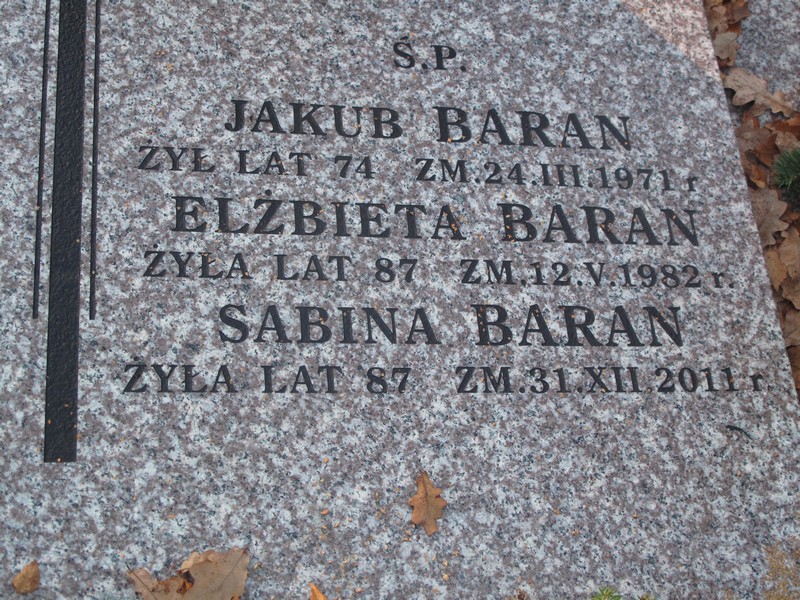 Ś.P.
JAKUB BARAN
ŻYŁ LAT 74 ZM.24.III.1971 r
ELŻBIETA BARAN
ŻYŁA LAT 87 ZM.12.V.1982 r.
SABINA BARAN
ŻYŁA LAT 87 ZM.31.XII.2011 r